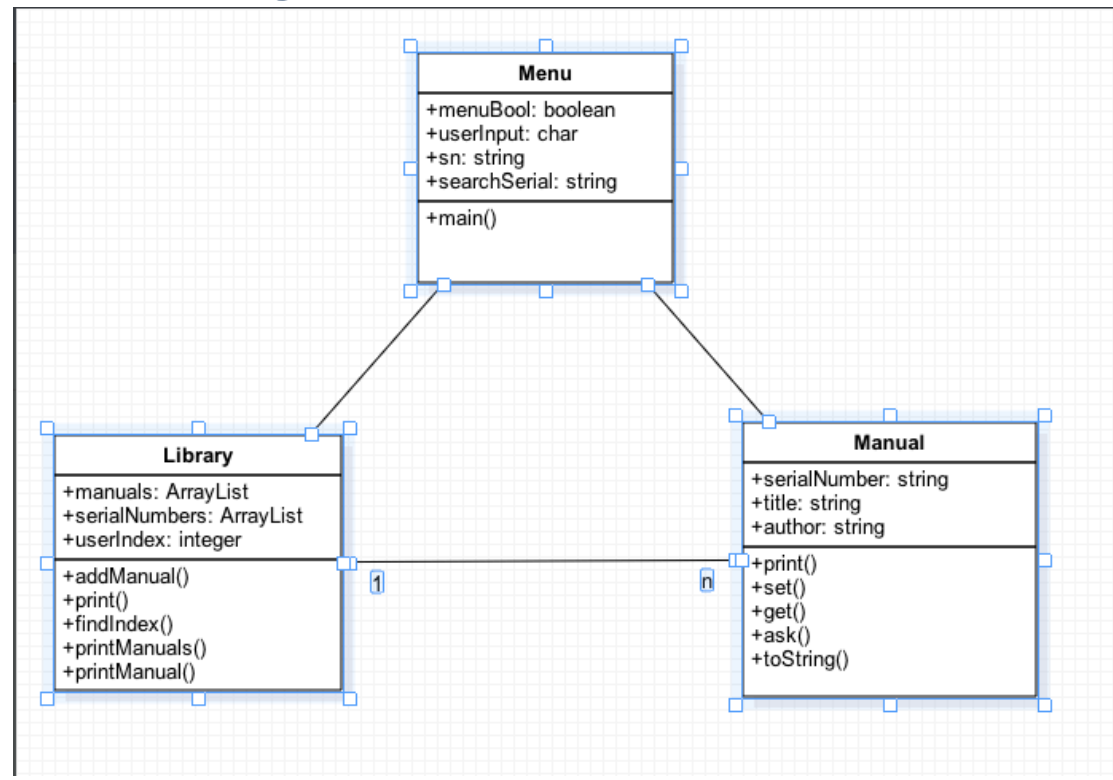 Menu
+menuBool: boolean
+userInput: char
+sn: string
+searchSerial: string
+main()
Library
+manuals: ArrayList
+serialNumbers: ArrayList
+userIndex: integer
+addManual()
+print()
+findIndex()
+printManuals()
+printManual()
1
n
Manual
+serialNumber: string
+title: string
+author: string
+print()
+set()
+get()
+ask()
+toString()